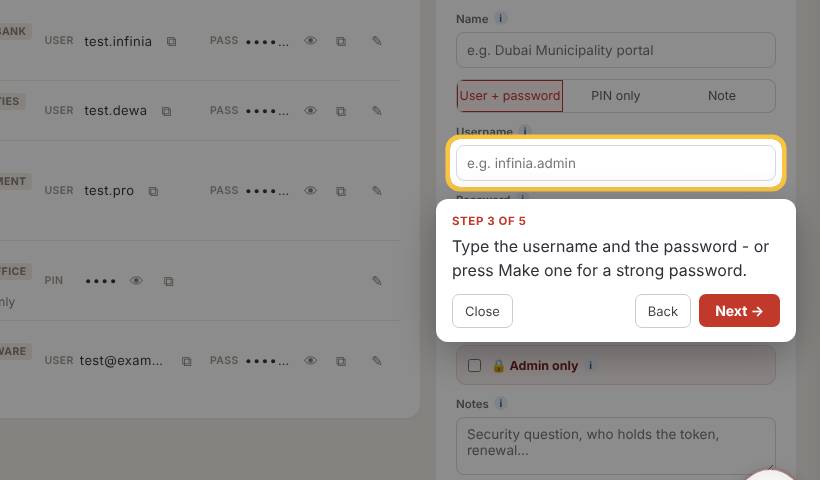 BANK
USER test.infinia PASS ••••...
TIES
USER test.dewa PASS ••••...
MENT
USER test.pro PASS ••••...
FFICE
PIN ••••
nly
WARE
USER test@exam... PASS ••••...
Name i
e.g. Dubai Municipality portal
User + password PIN only Note
Username i
e.g. infinia.admin
Password i
STEP 3 OF 5
Type the username and the password - or
press Make one for a strong password.
Close Back Next →
🔒 Admin only i
Notes i
Security question, who holds the token,
renewal...